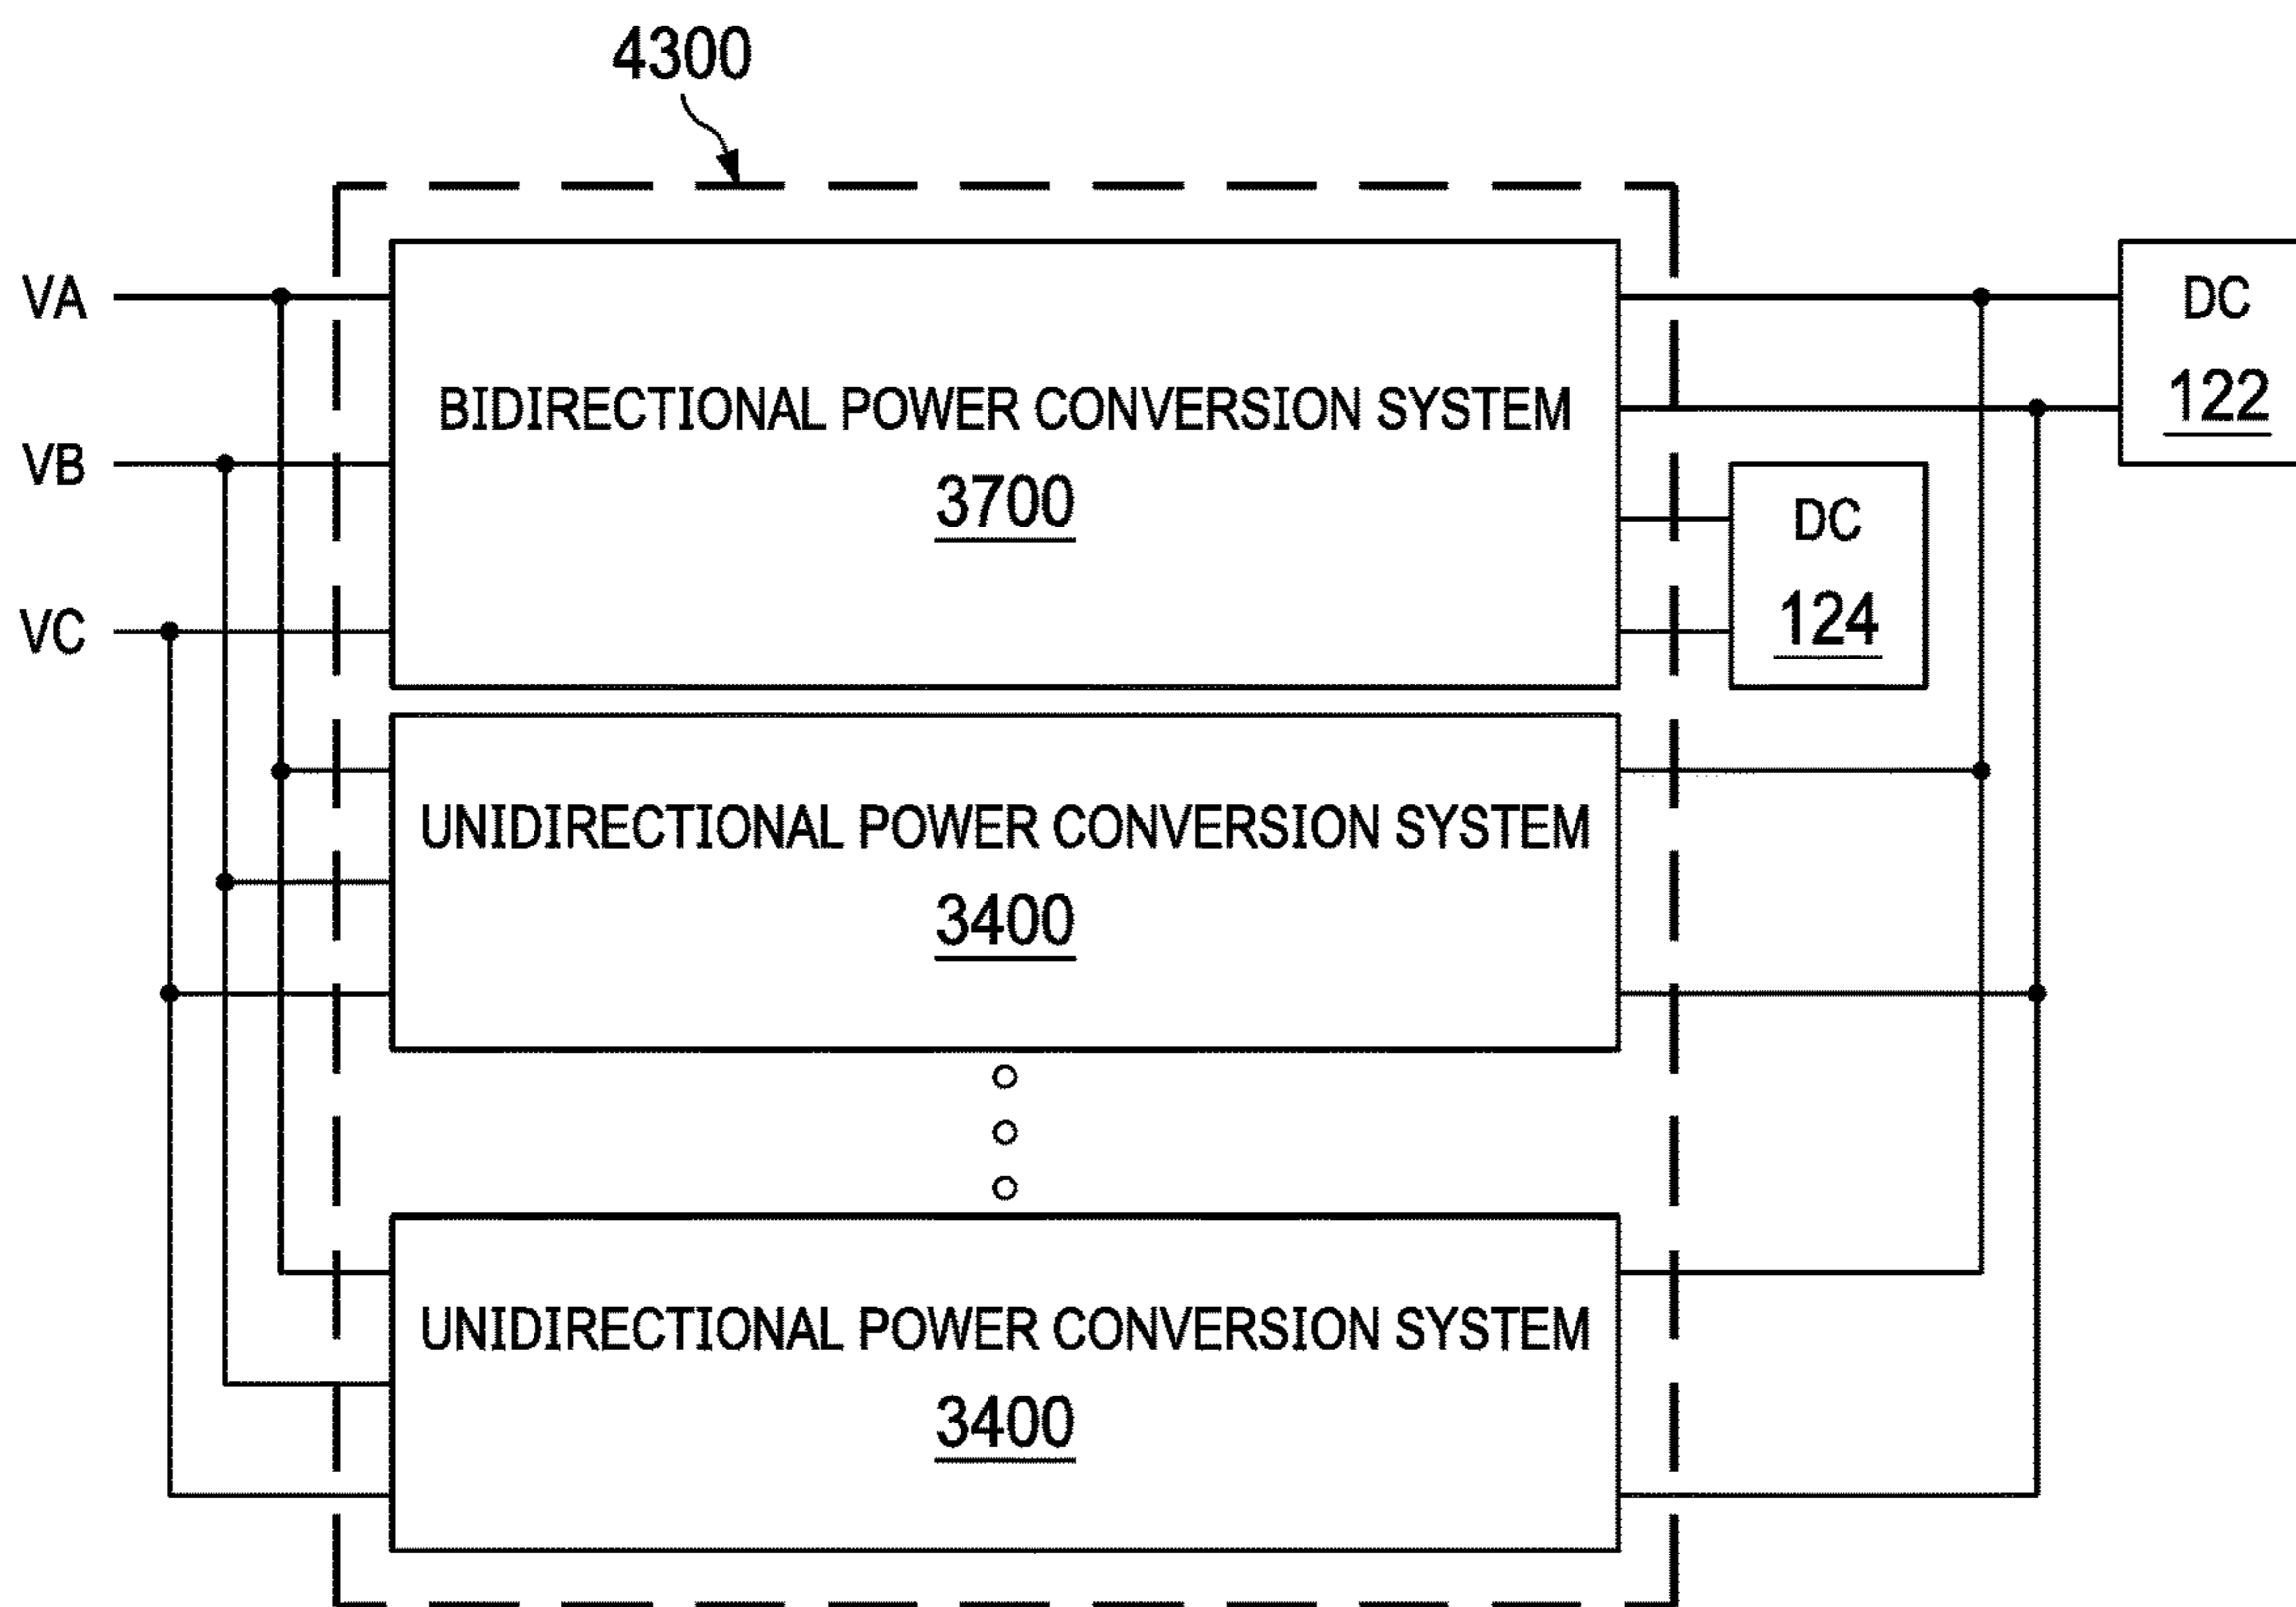 4300
VA
VB
VC
BIDIRECTIONAL POWER CONVERSION SYSTEM
3700
DC
122
DC
124
UNIDIRECTIONAL POWER CONVERSION SYSTEM
3400
UNIDIRECTIONAL POWER CONVERSION SYSTEM
3400